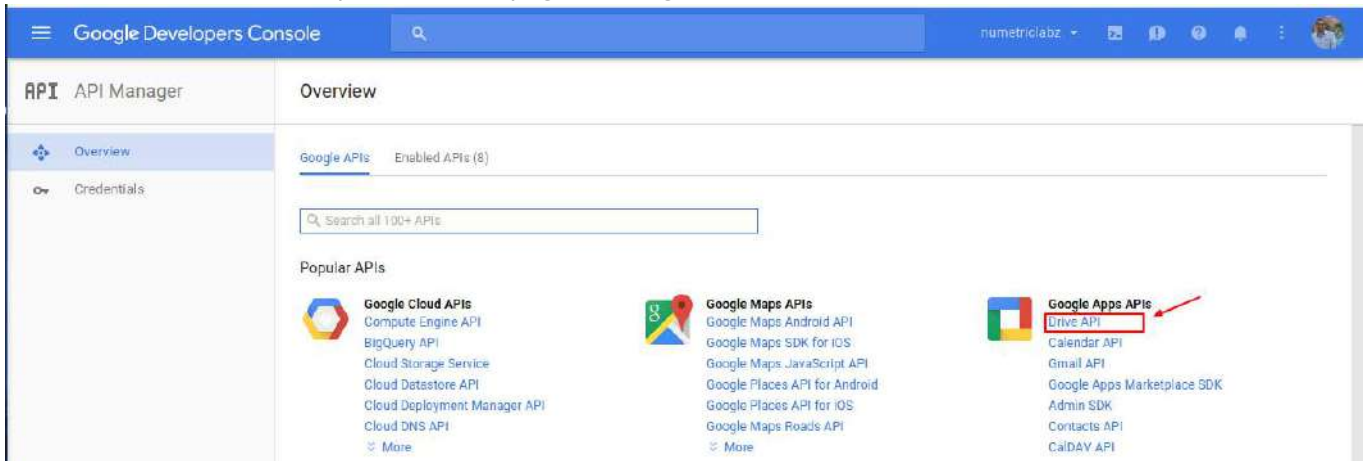 Google Developers Console
numetriclabz
API API Manager
Overview
Overview
Credentials
Google APIs Enabled APIs (8)
Search all 100+ APIs
Popular APIs
Google Cloud APIs
Compute Engine API
BigQuery API
Cloud Storage Service
Cloud Datastore API
Cloud Deployment Manager API
Cloud DNS API
More
Google Maps APIs
Google Maps Android API
Google Maps SDK for iOS
Google Maps JavaScript API
Google Places API for Android
Google Places API for iOS
Google Maps Roads API
More
Google Apps APIs
Drive API
Calendar API
Gmail API
Google Apps Marketplace SDK
Admin SDK
Contacts API
CalDAV API